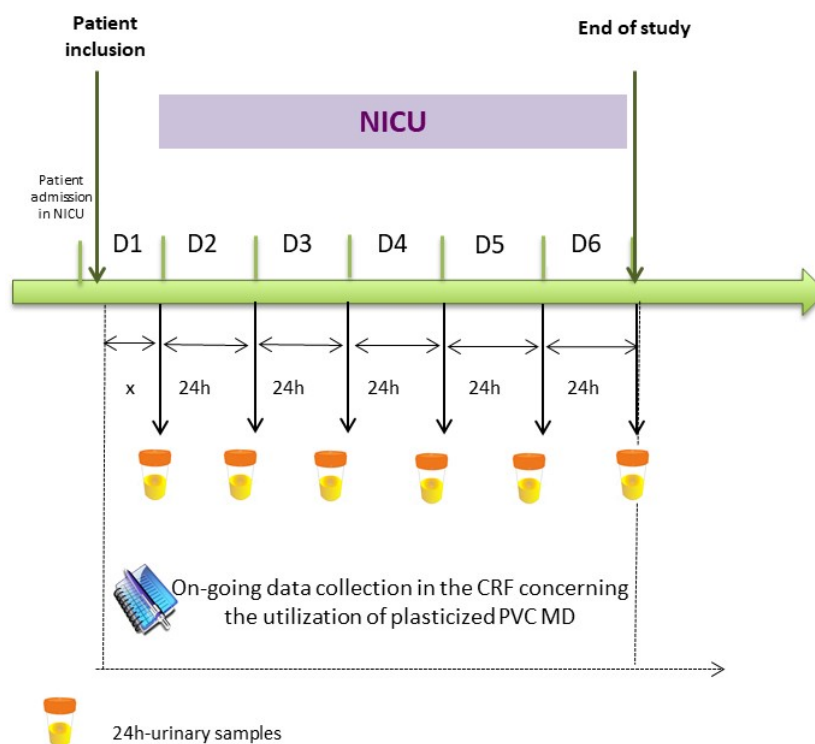 Patient
inclusion
End of study
NICU
Patient
admission
in NICU
D1
D2
D3
D4
D5
D6
x
24h
24h
24h
24h
24h
On-going data collection in the CRF concerning
the utilization of plasticized PVC MD
24h-urinary samples